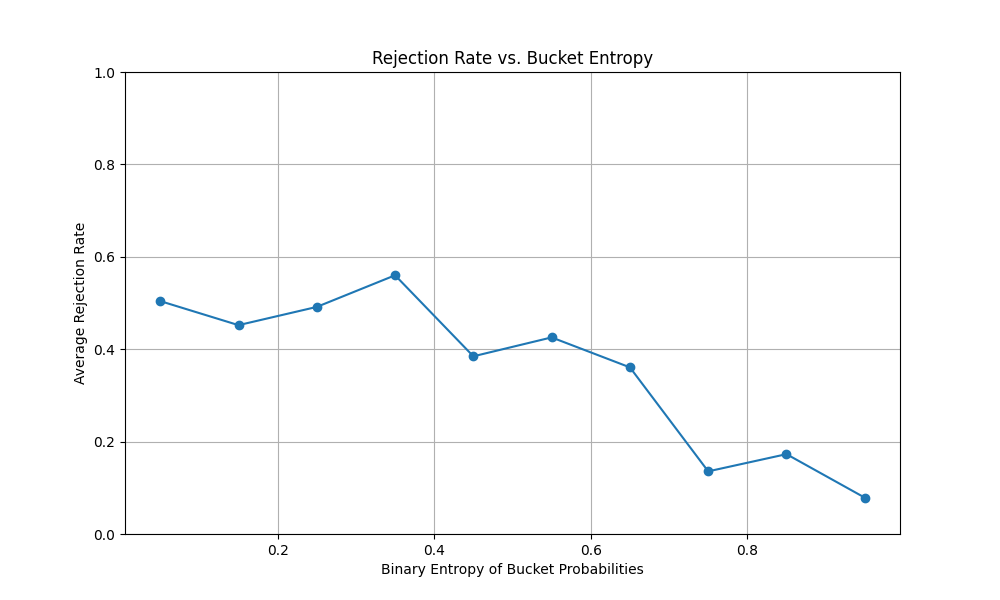 Rejection Rate vs. Bucket Entropy
1.0
0.8
0.6
0.4
0.2
0.0
Average Rejection Rate
0.2 0.4 0.6 0.8
Binary Entropy of Bucket Probabilities